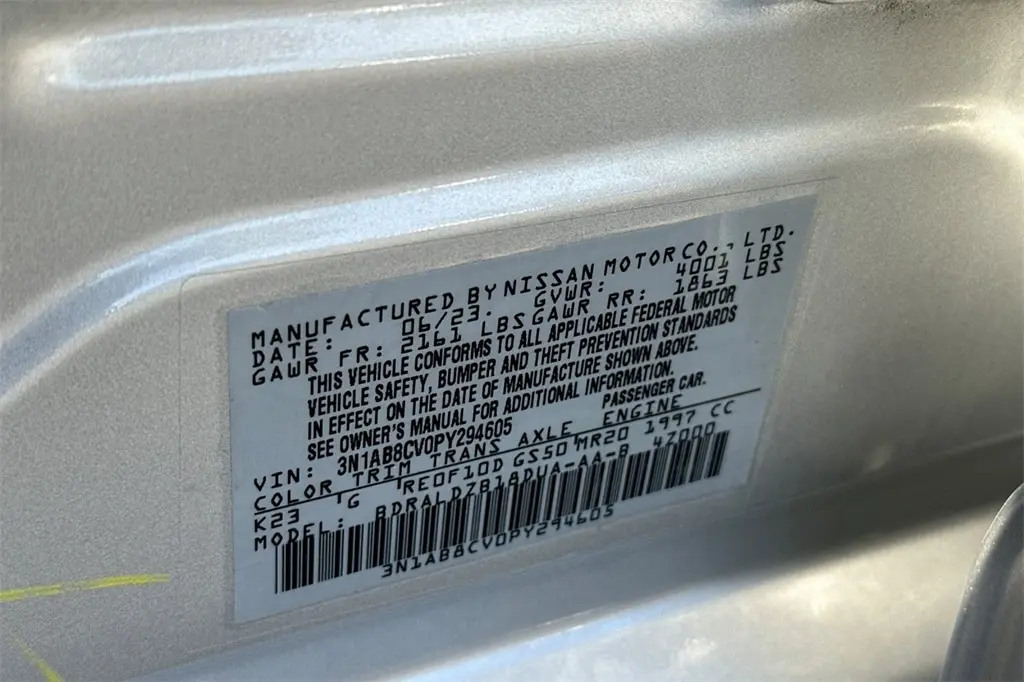 MANUFACTURED BY NISSAN MOTOR CO., LTD.
DATE: 06/23. GVWR: 4001 LBS
GAWR FR: 2161 LBS GAWR RR: 1863 LBS
THIS VEHICLE CONFORMS TO ALL APPLICABLE FEDERAL MOTOR
VEHICLE SAFETY, BUMPER AND THEFT PREVENTION STANDARDS
IN EFFECT ON THE DATE OF MANUFACTURE SHOWN ABOVE.
SEE OWNER'S MANUAL FOR ADDITIONAL INFORMATION.
VIN: 3N1AB8CV0PY294605 PASSENGER CAR.
COLOR TRIM TRANS AXLE ENGINE
K23 G RE0F10D GS50 MR20 1997 CC
MODEL: BDRALDZB18DUA-AA-B 47000
3N1AB8CV0PY294605